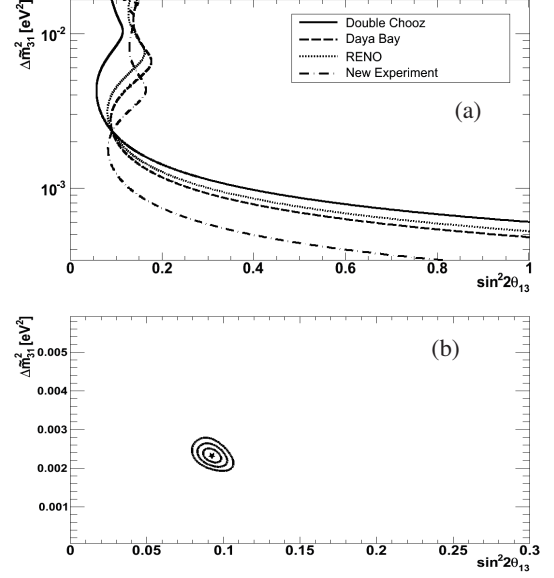 Δm̃²₃₁ [eV²]
10⁻²
10⁻³
Double Chooz
Daya Bay
RENO
New Experiment
(a)
0 0.2 0.4 0.6 0.8 1
sin²2θ₁₃
Δm̃²₃₁ [eV²]
(b)
0.005
0.004
0.003
0.002
0.001
0 0.05 0.1 0.15 0.2 0.25 0.3
sin²2θ₁₃